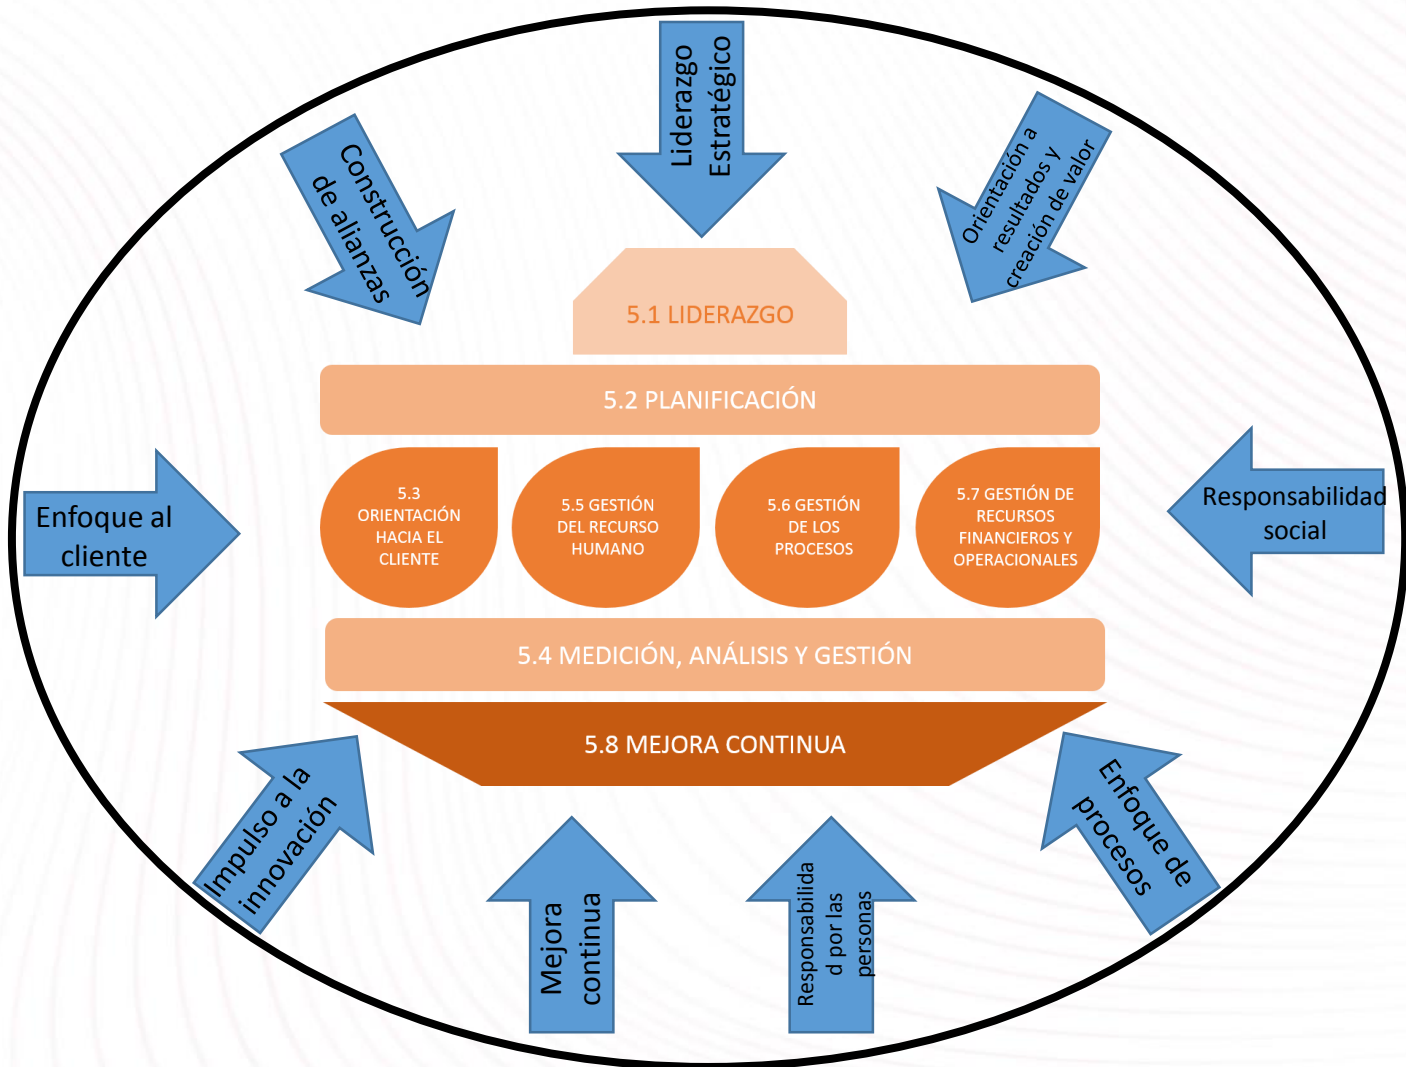 Liderazgo
Estratégico
Construcción
de alianzas
Orientación a
resultados y
creación de valor
5.1 LIDERAZGO
5.2 PLANIFICACIÓN
Enfoque al
cliente
5.3
ORIENTACIÓN
HACIA EL
CLIENTE
5.5 GESTIÓN
DEL RECURSO
HUMANO
5.6 GESTIÓN
DE LOS
PROCESOS
5.7 GESTIÓN DE
RECURSOS
FINANCIEROS Y
OPERACIONALES
Responsabilidad
social
5.4 MEDICIÓN, ANÁLISIS Y GESTIÓN
5.8 MEJORA CONTINUA
Impulso a la
innovación
Mejora
continua
Responsabilida
d por las
personas
Enfoque de
procesos